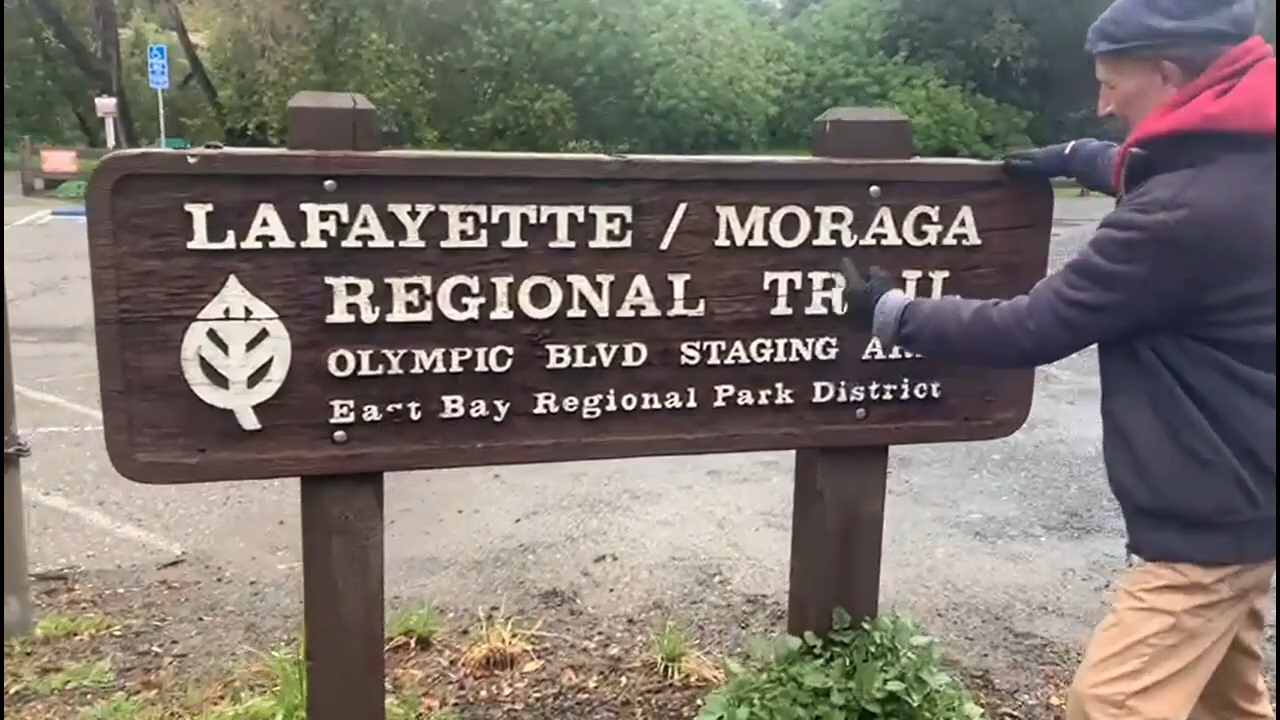 LAFAYETTE / MORAGA
REGIONAL
OLYMPIC BLVD STAGING
East Bay Regional Park District